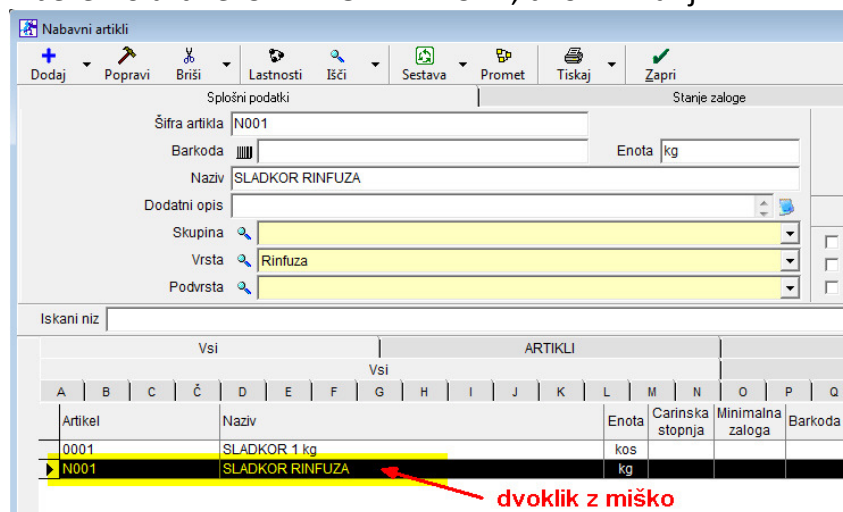 Nabavni artikli
Dodaj Popravi Briši Lastnosti Išči Sestava Promet Tiskaj Zapri
Splošni podatki Stanje zaloge
Šifra artikla N001
Barkoda Enota kg
Naziv SLADKOR RINFUZA
Dodatni opis
Skupina
Vrsta Rinfuza
Podvrsta
Iskani niz
Vsi ARTIKLI
Vsi
A B C Č D E F G H I J K L M N O P Q
Artikel Naziv Enota Carinska stopnja Minimalna zaloga Barkoda
0001 SLADKOR 1 kg kos
N001 SLADKOR RINFUZA kg
dvoklik z miško